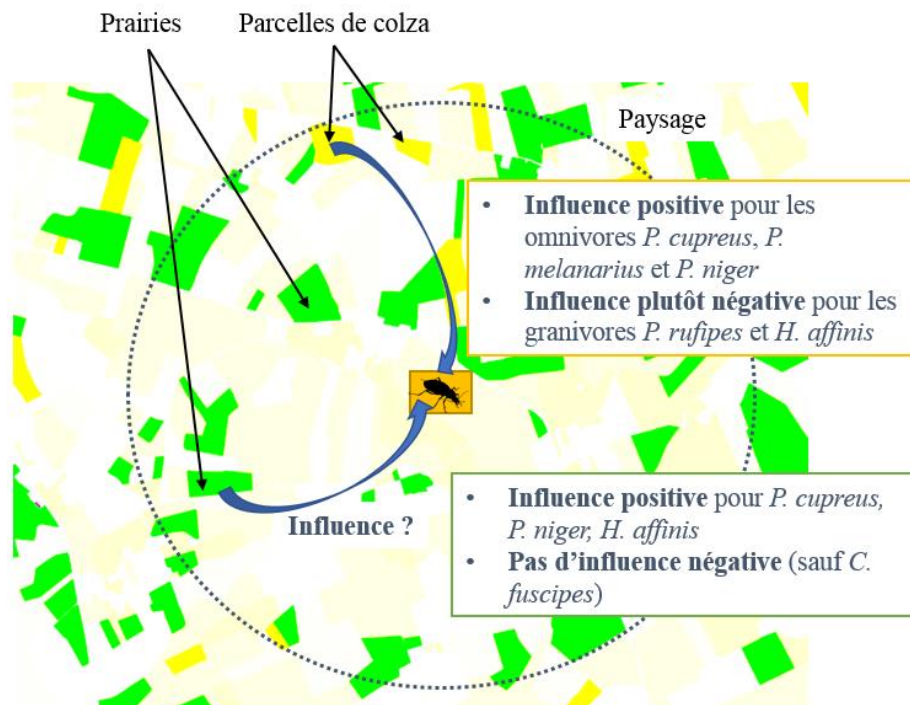 Prairies
Parcelles de colza
Paysage
• Influence positive pour les
omnivores P. cupreus, P.
melanarius et P. niger
• Influence plutôt négative pour les
granivores P. rufipes et H. affinis
• Influence positive pour P. cupreus,
P. niger, H. affinis
• Pas d’influence négative (sauf C.
fuscipes)
Influence ?